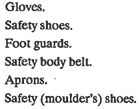 Gloves.
Safety shoes.
Foot guards.
Safety body belt.
Aprons.
Safety (moulder's) shoes.